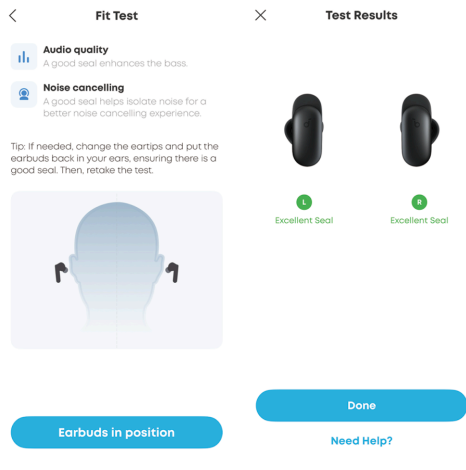 Fit Test
Audio quality
A good seal enhances the bass.
Noise cancelling
A good seal helps isolate noise for a
better noise cancelling experience.
Tip: If needed, change the eartips and put the
earbuds back in your ears, ensuring there is a
good seal. Then, retake the test.
Earbuds in position
Test Results
L
R
Excellent Seal
Excellent Seal
Done
Need Help?